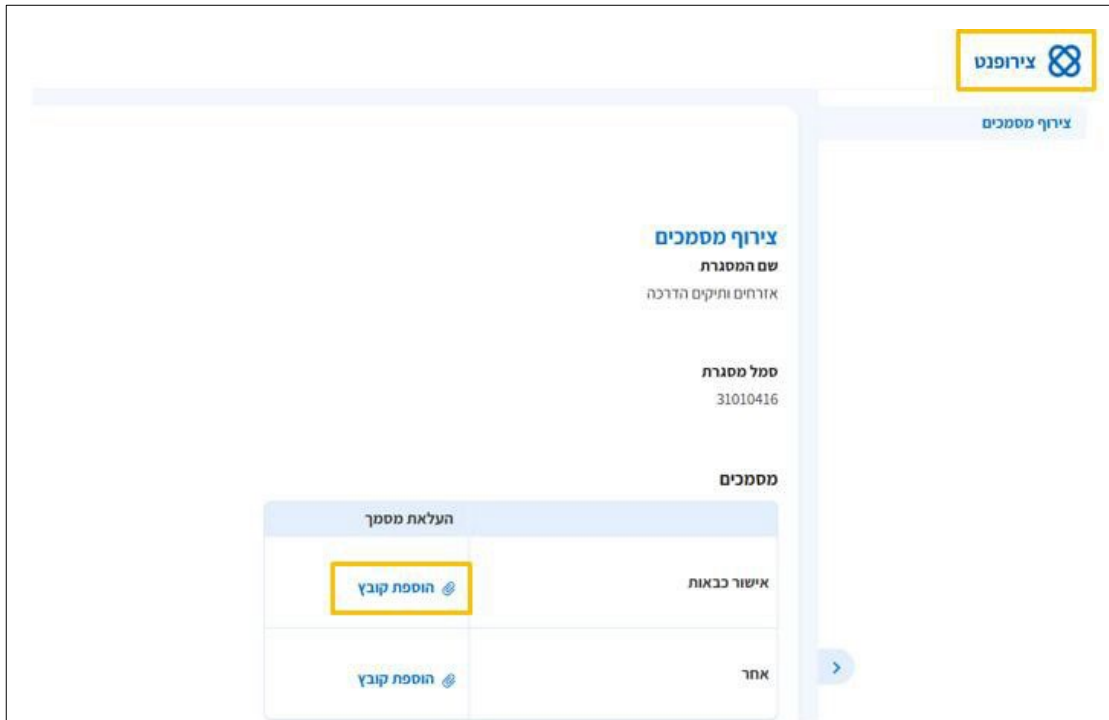 צירופנט
צירוף מסמכים
צירוף מסמכים
שם המסגרת
אזרחים ותיקים הדרכה
סמל מסגרת
31010416
מסמכים
העלאת מסמך
אישור כבאות
הוספת קובץ
אחר
הוספת קובץ